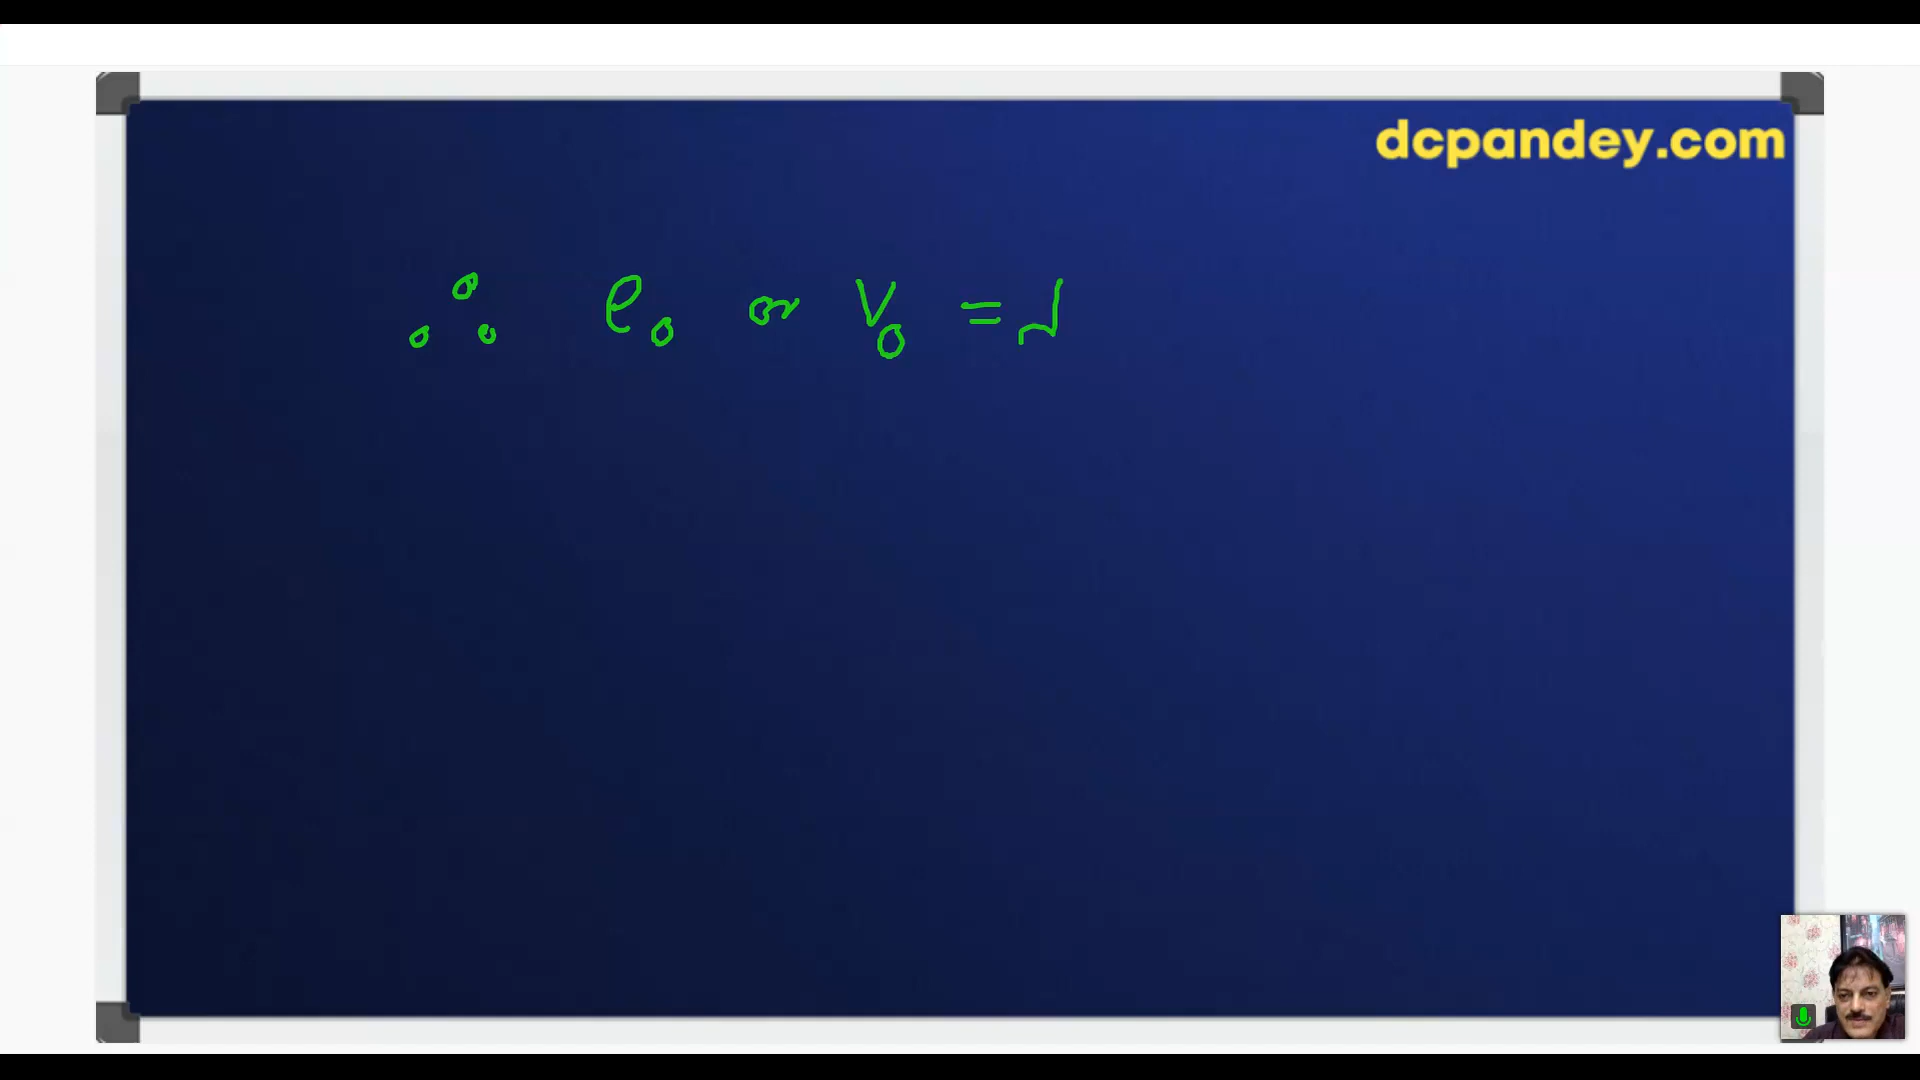 dcpandey.com
∴ e₀ or V₀ = √